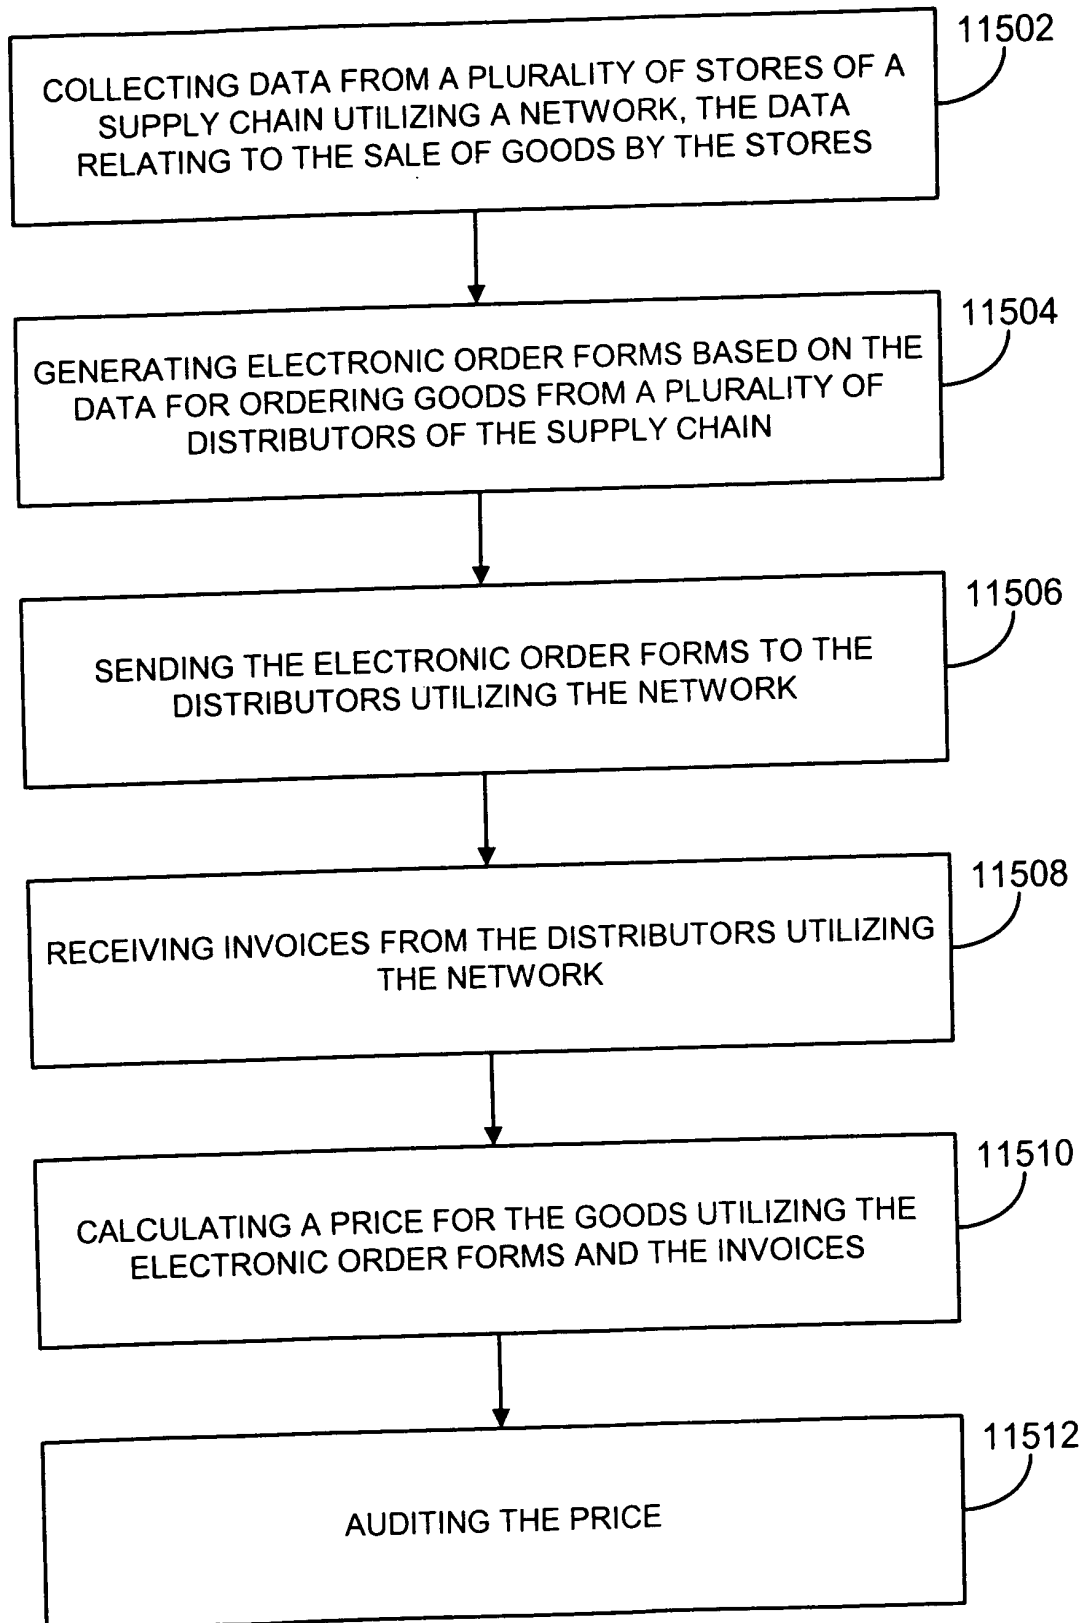 11502
COLLECTING DATA FROM A PLURALITY OF STORES OF A
SUPPLY CHAIN UTILIZING A NETWORK, THE DATA
RELATING TO THE SALE OF GOODS BY THE STORES
11504
GENERATING ELECTRONIC ORDER FORMS BASED ON THE
DATA FOR ORDERING GOODS FROM A PLURALITY OF
DISTRIBUTORS OF THE SUPPLY CHAIN
11506
SENDING THE ELECTRONIC ORDER FORMS TO THE
DISTRIBUTORS UTILIZING THE NETWORK
11508
RECEIVING INVOICES FROM THE DISTRIBUTORS UTILIZING
THE NETWORK
11510
CALCULATING A PRICE FOR THE GOODS UTILIZING THE
ELECTRONIC ORDER FORMS AND THE INVOICES
11512
AUDITING THE PRICE